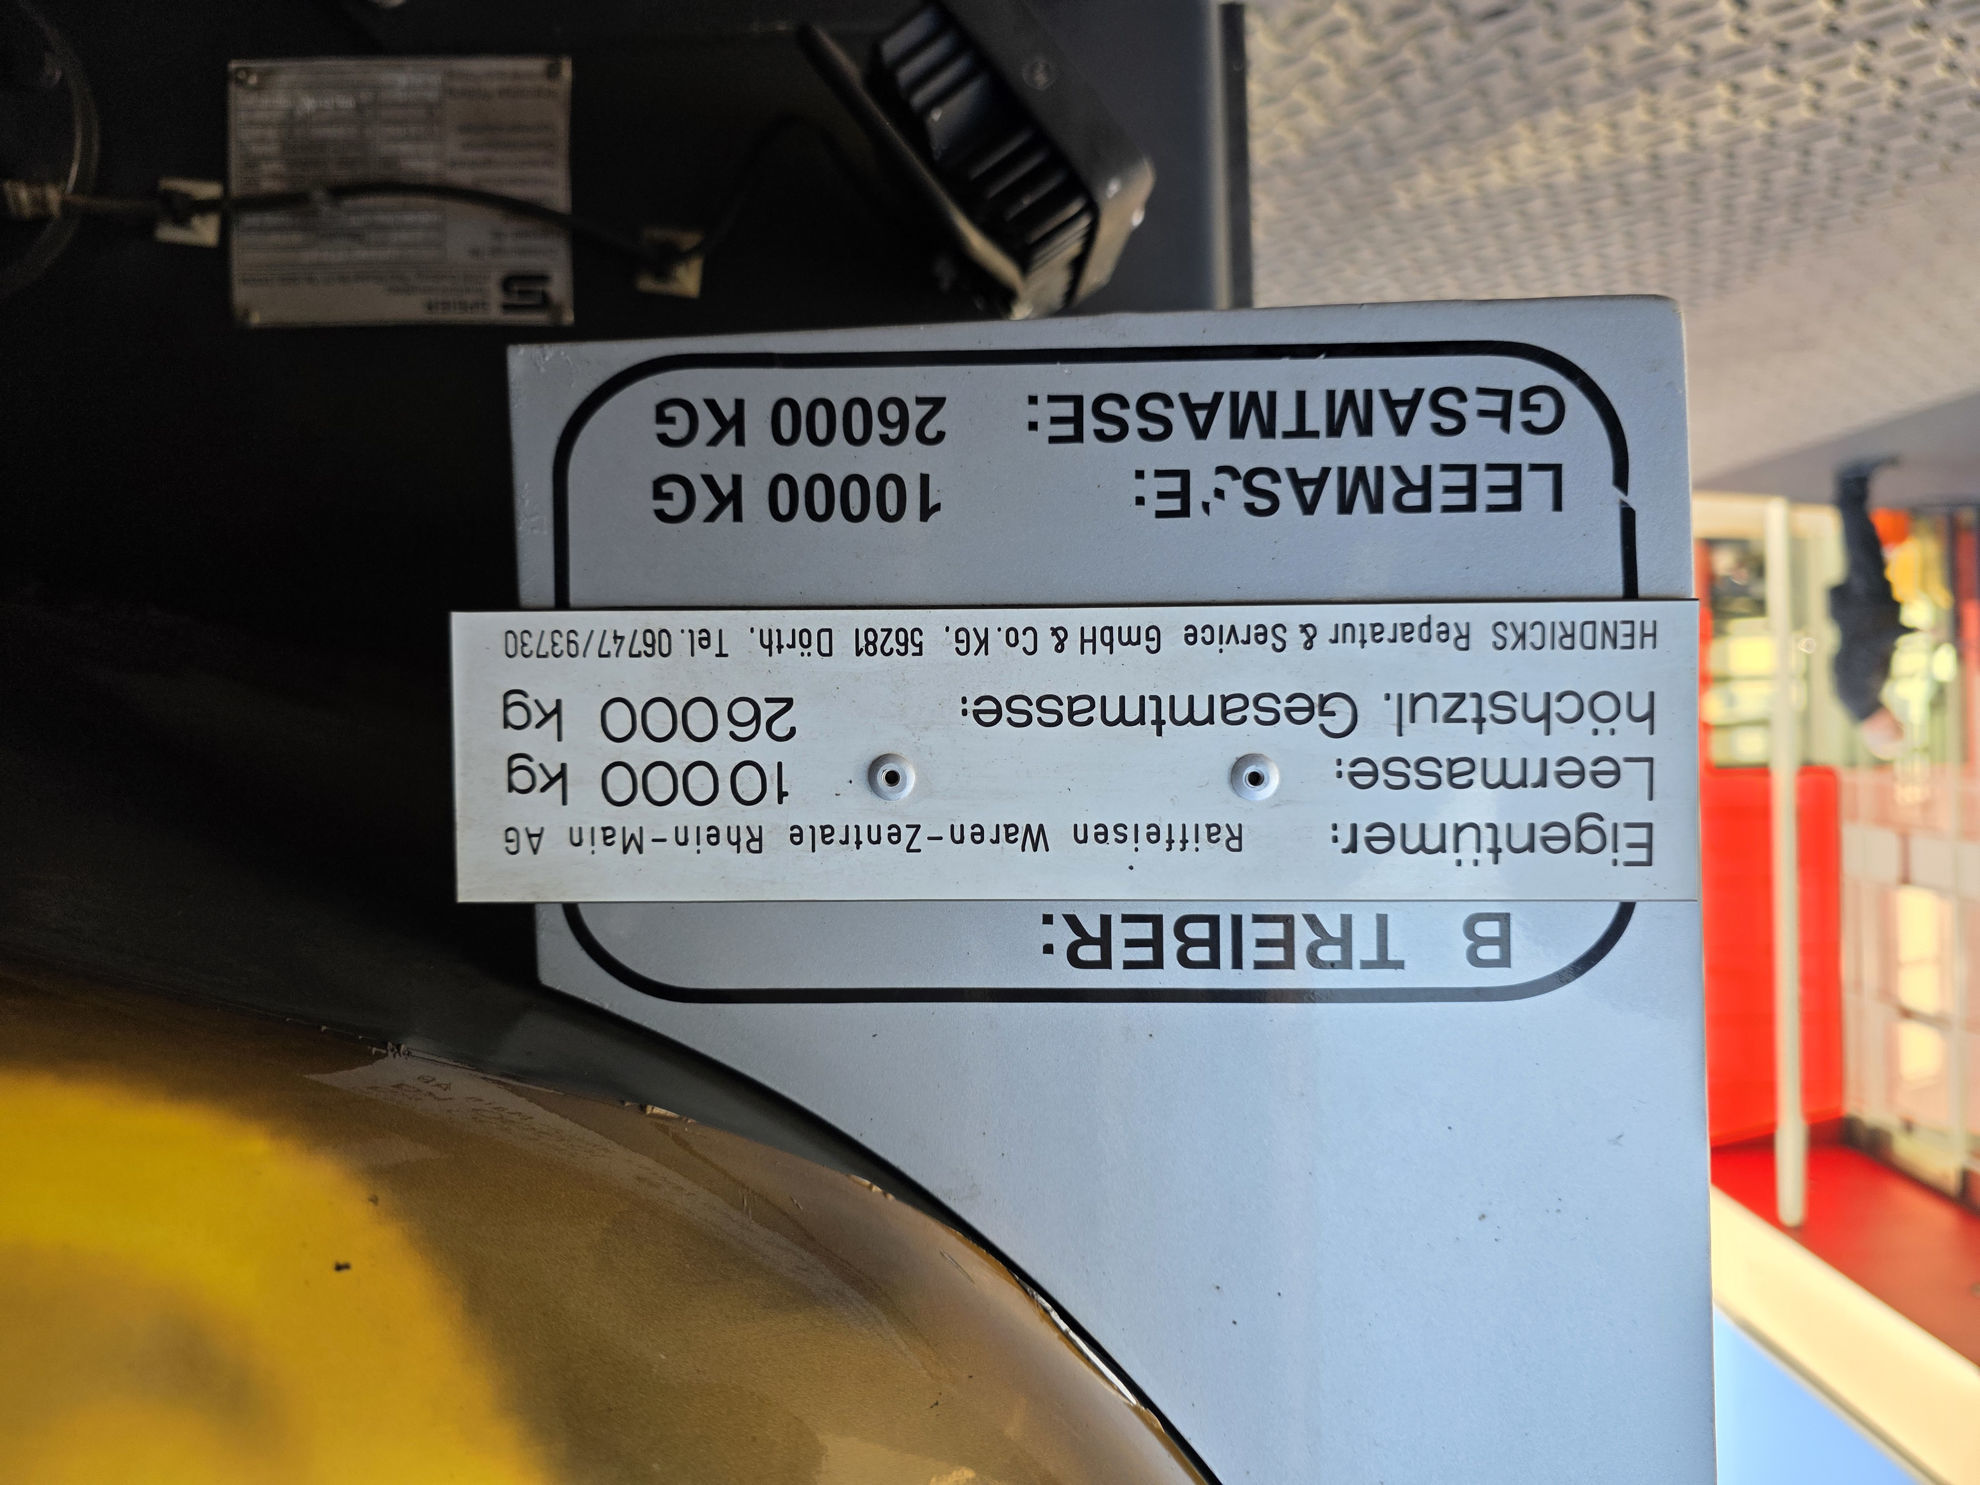 B TREIBER:
Eigentümer: Raiffeisen Waren-Zentrale Rhein-Main AG
Leermasse: 10000 kg
höchstzul. Gesamtmasse: 26000 kg
HENDRICKS Reparatur & Service GmbH & Co.KG, 56281 Dörth, Tel. 06747/93730
LEERMASSE: 10000 KG
GESAMTMASSE: 26000 KG
SPEIER